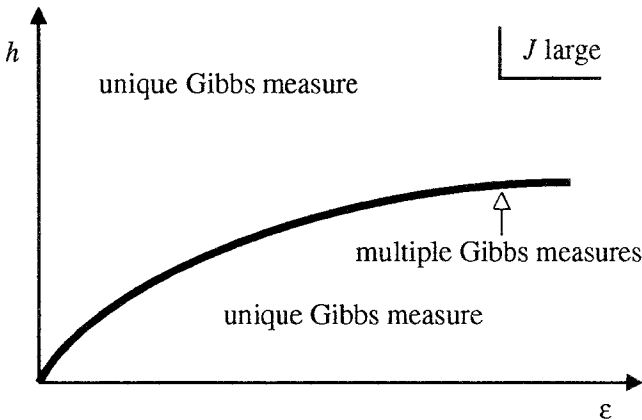 h
J large
unique Gibbs measure
multiple Gibbs measures
unique Gibbs measure
ε